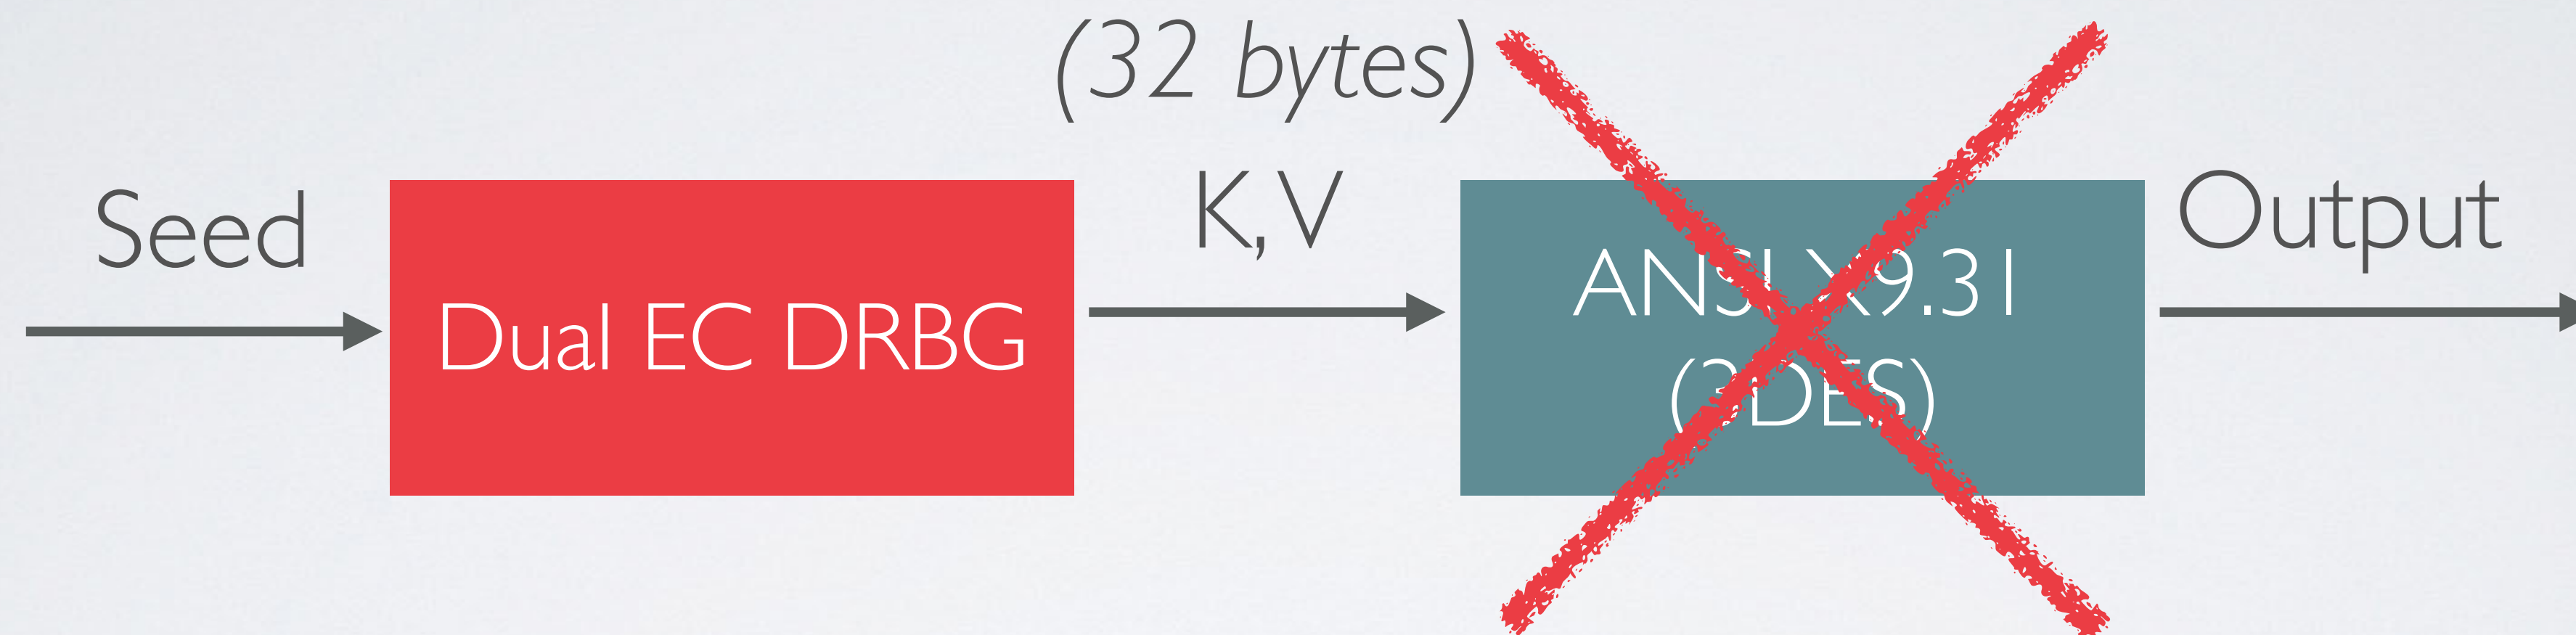 (32 bytes)
Seed
Dual EC DRBG
K,V
ANSI X9.31
(3DES)
Output